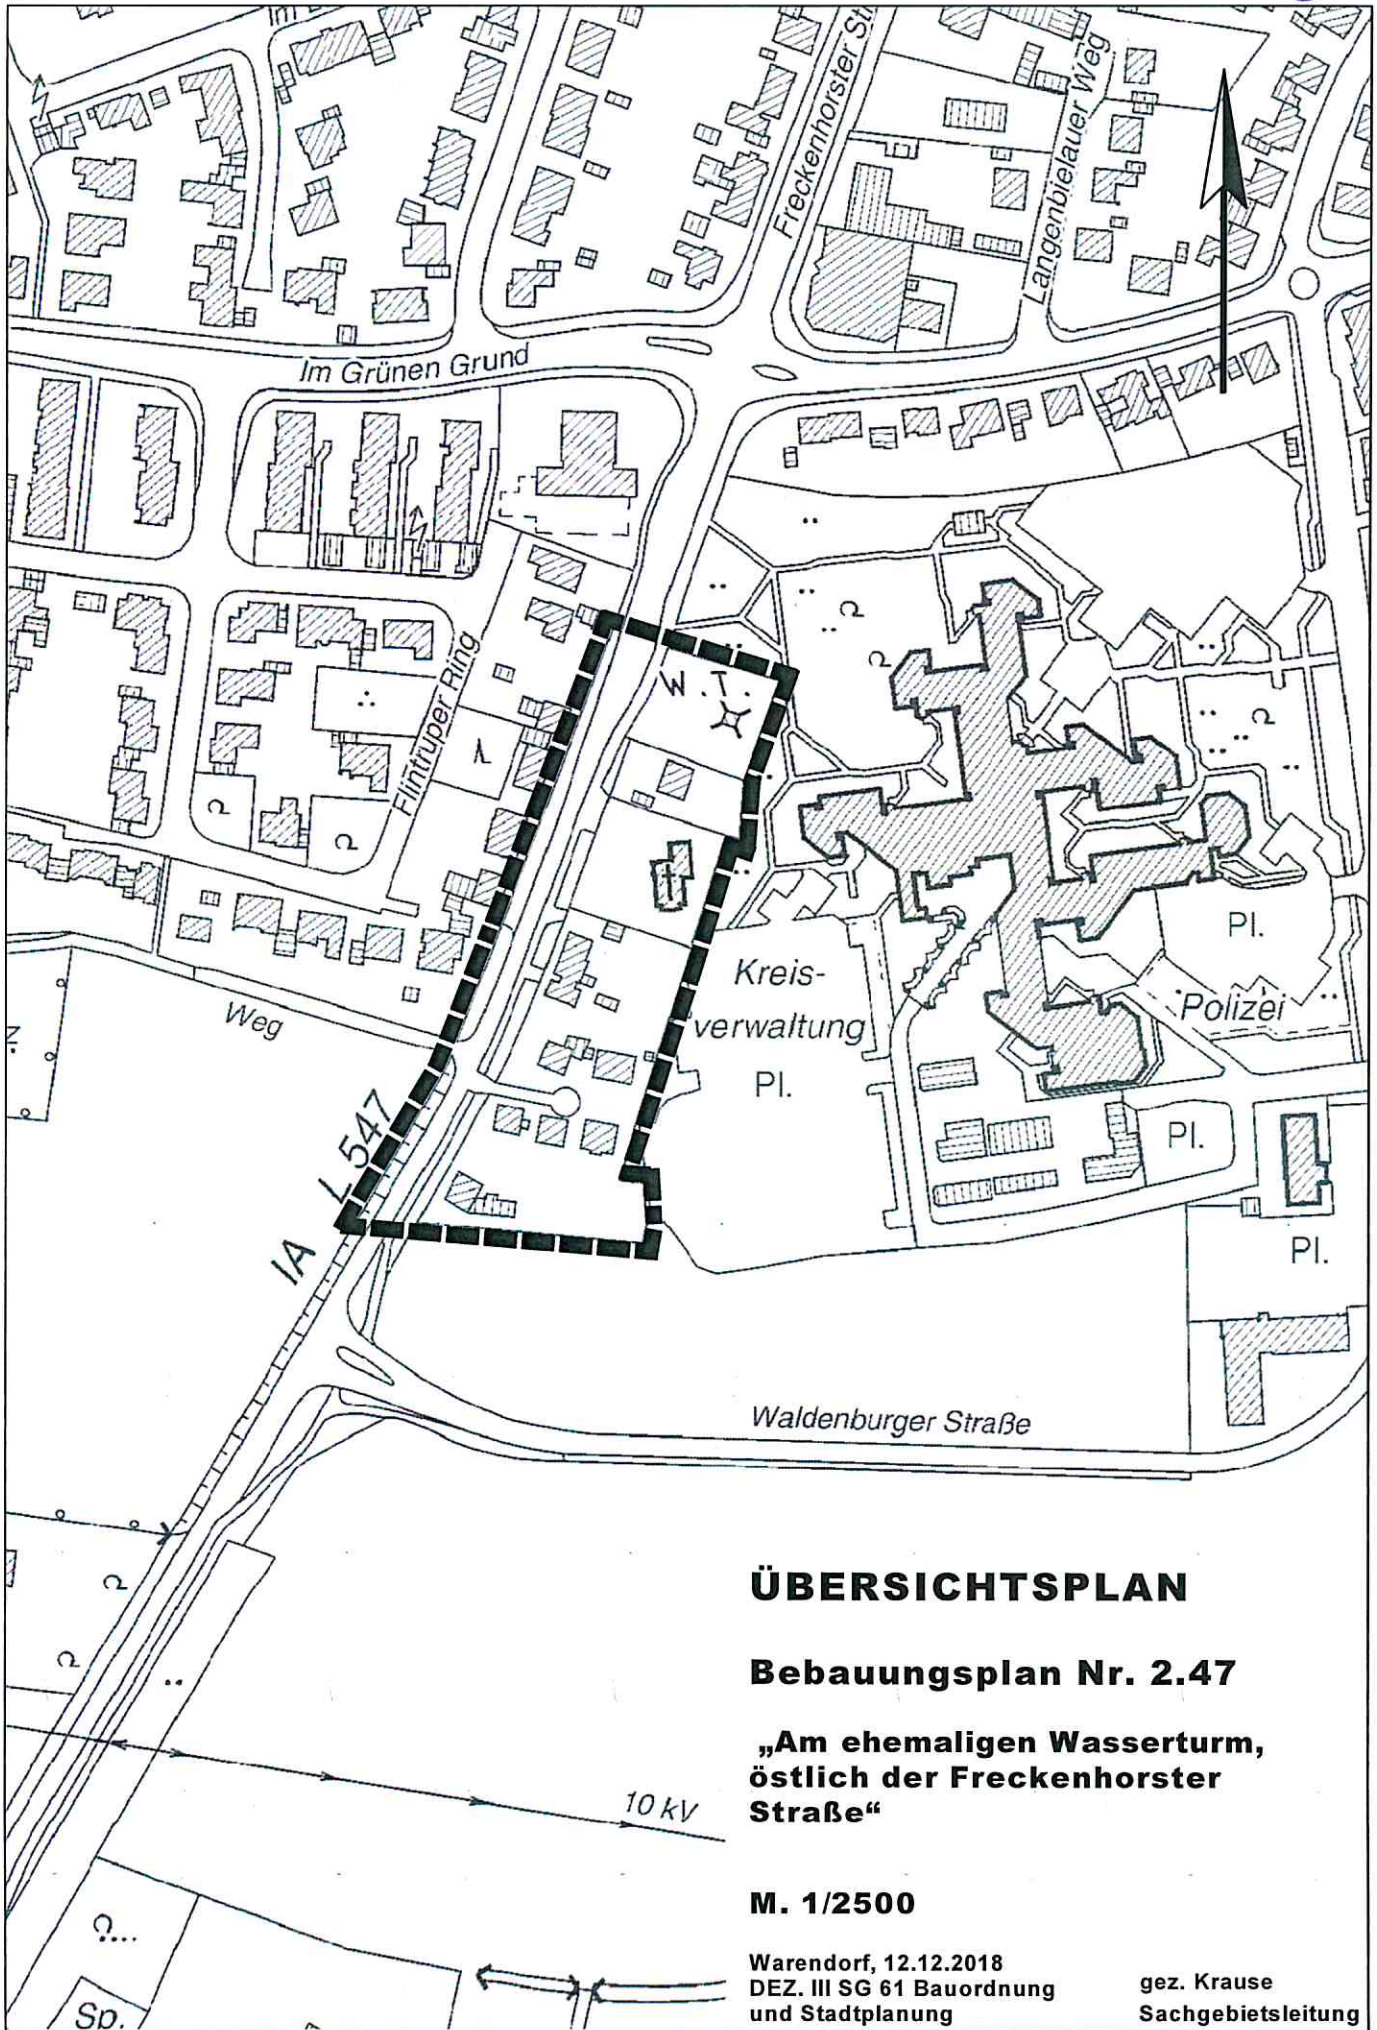 Freckenhorster Str
Langenbielauer Weg
Im Grünen Grund
Flintruper Ring
W.T.
Kreis-
verwaltung
Pl.
Pl.
Polizei
Weg
L 547
Pl.
IA
Pl.
Waldenburger Straße
10 kV
Sp.
ÜBERSICHTSPLAN
Bebauungsplan Nr. 2.47
„Am ehemaligen Wasserturm,
östlich der Freckenhorster
Straße“
M. 1/2500
Warendorf, 12.12.2018
DEZ. III SG 61 Bauordnung
und Stadtplanung
gez. Krause
Sachgebietsleitung